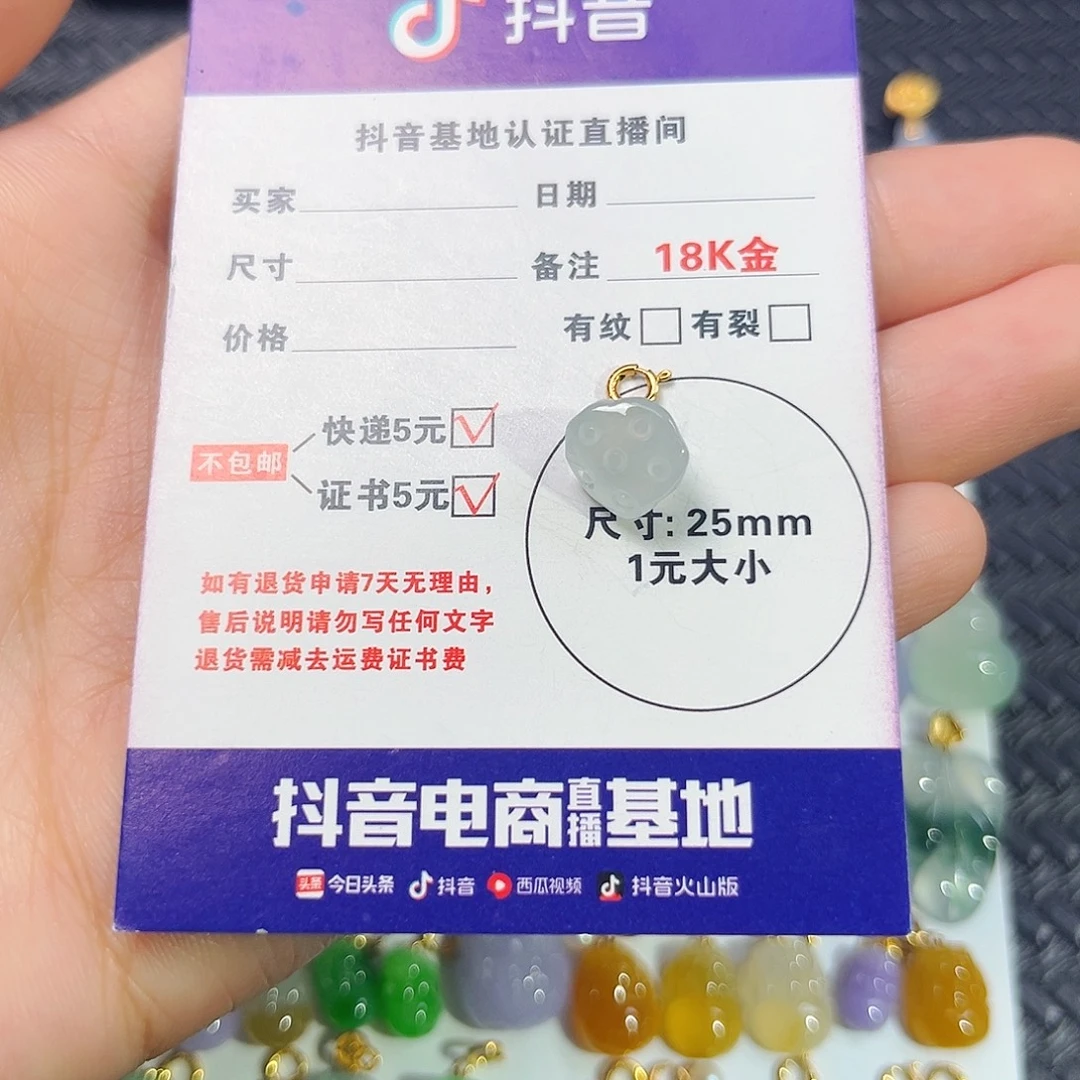 抖音
抖音基地认证直播间
买家 日期
尺寸 备注 18K金
价格 有纹 有裂
快递5元
不包邮
证书5元
尺寸: 25mm
1元大小
如有退货申请7天无理由，
售后说明请勿写任何文字
退货需减去运费证书费
抖音电商直播基地
头条 今日头条 抖音 西瓜视频 抖音火山版